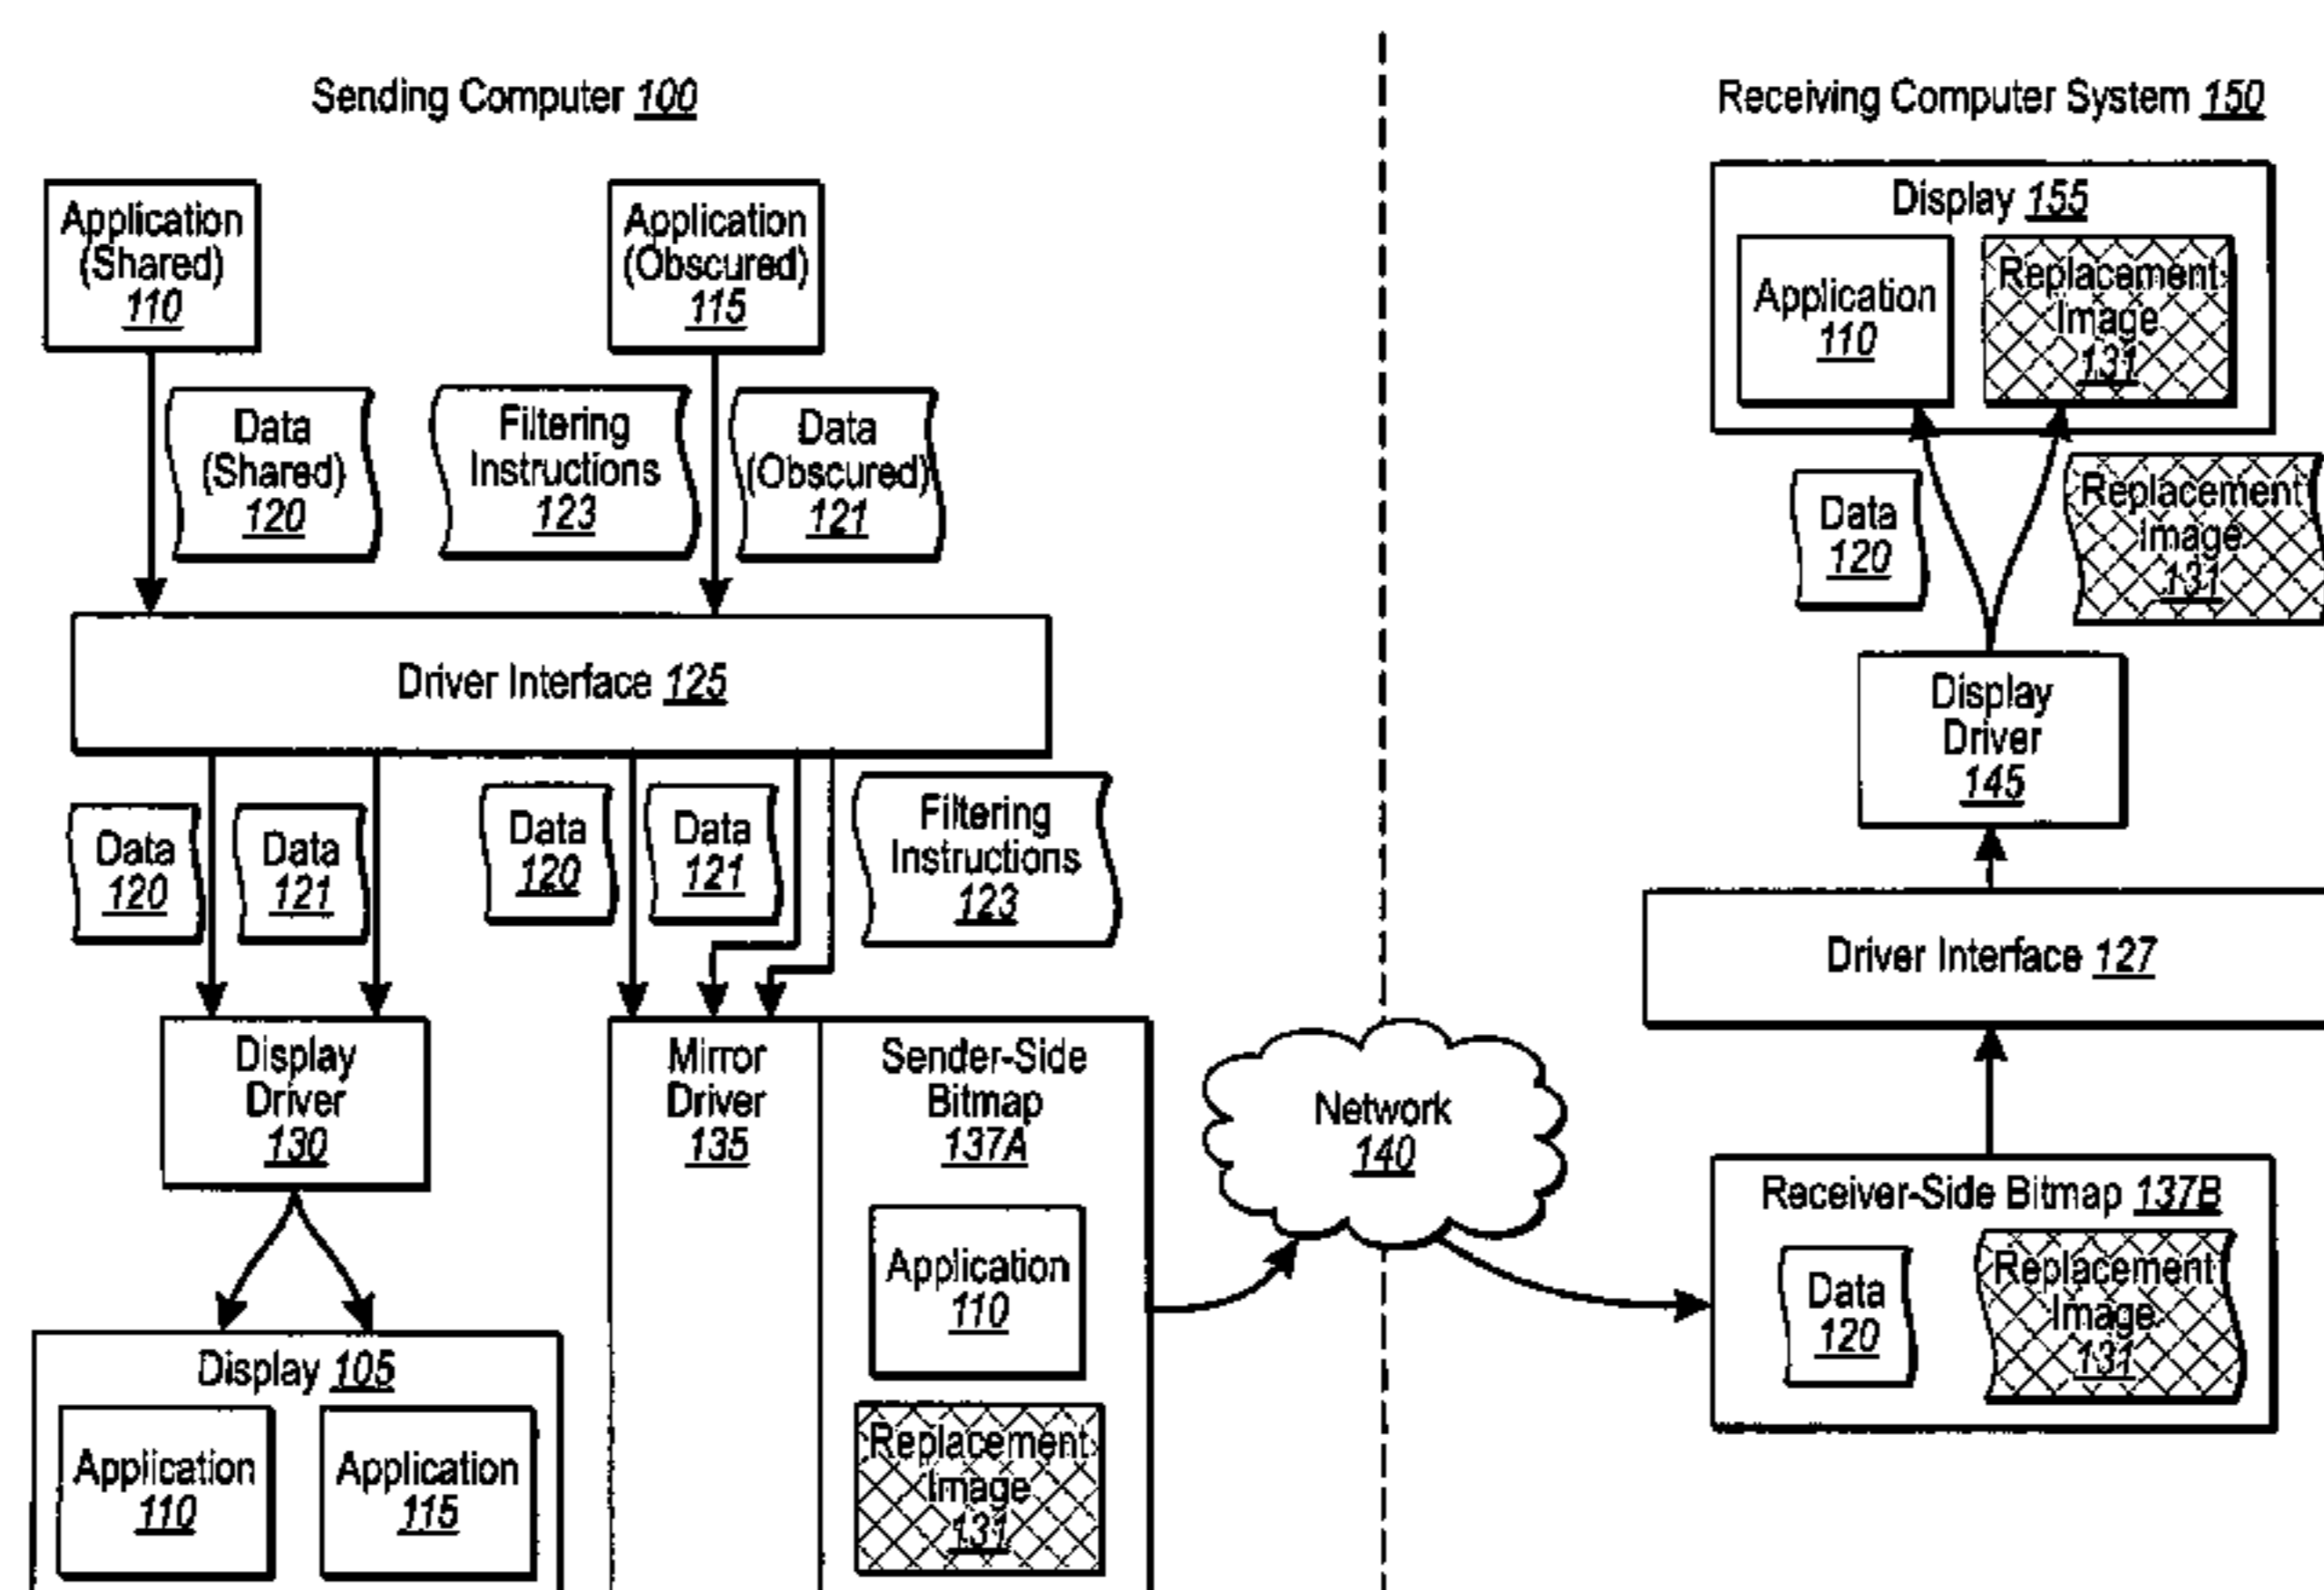 Sending Computer 100
Application
(Shared)
110
Application
(Obscured)
115
Data
(Shared)
120
Filtering
Instructions
123
Data
(Obscured)
121
Driver Interface 125
Data
120
Data
121
Data
120
Data
121
Filtering
Instructions
123
Display
Driver
130
Mirror
Driver
135
Sender-Side
Bitmap
137A
Application
110
Replacement
Image
131
Display 105
Application
110
Application
115
Network
140
Receiving Computer System 150
Display 155
Application
110
Replacement
Image
131
Data
120
Replacement
Image
131
Display
Driver
145
Driver Interface 127
Receiver-Side Bitmap 137B
Data
120
Replacement
Image
131